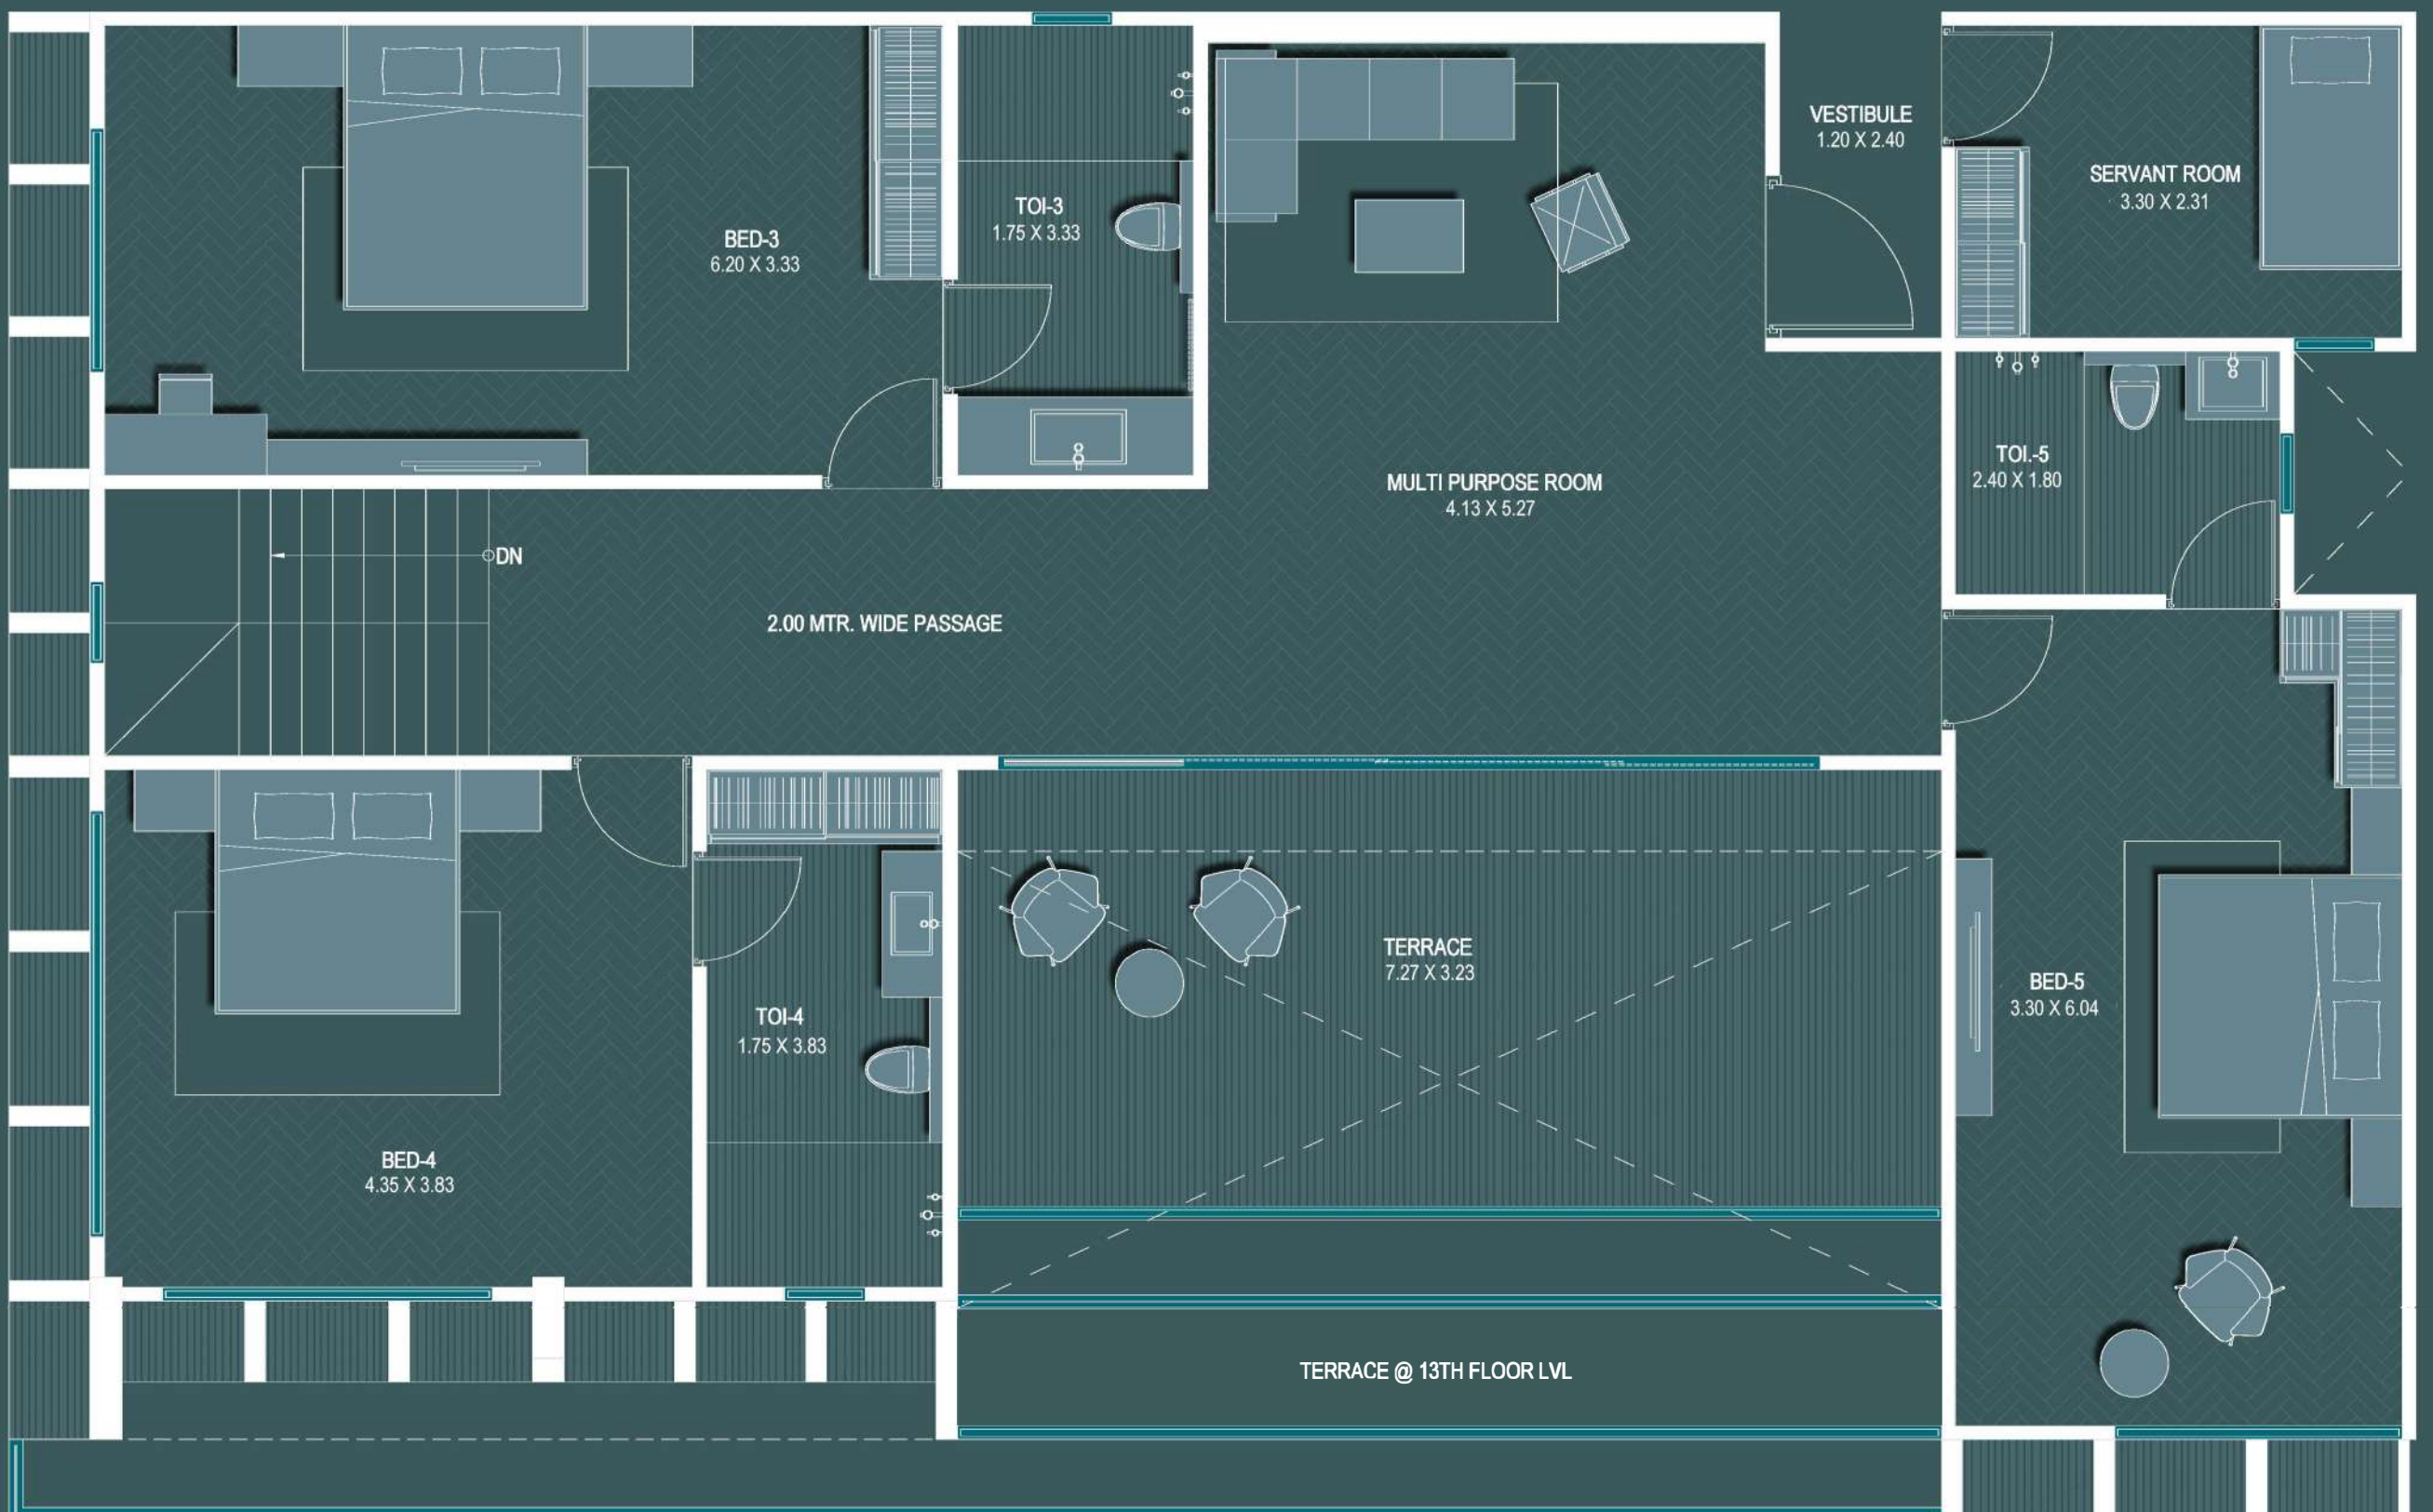 VESTIBULE
1.20 X 2.40
SERVANT ROOM
3.30 X 2.31
TOI-3
1.75 X 3.33
BED-3
6.20 X 3.33
MULTI PURPOSE ROOM
4.13 X 5.27
TOI.-5
2.40 X 1.80
DN
2.00 MTR. WIDE PASSAGE
TERRACE
7.27 X 3.23
BED-5
3.30 X 6.04
TOI-4
1.75 X 3.83
BED-4
4.35 X 3.83
TERRACE @ 13TH FLOOR LVL